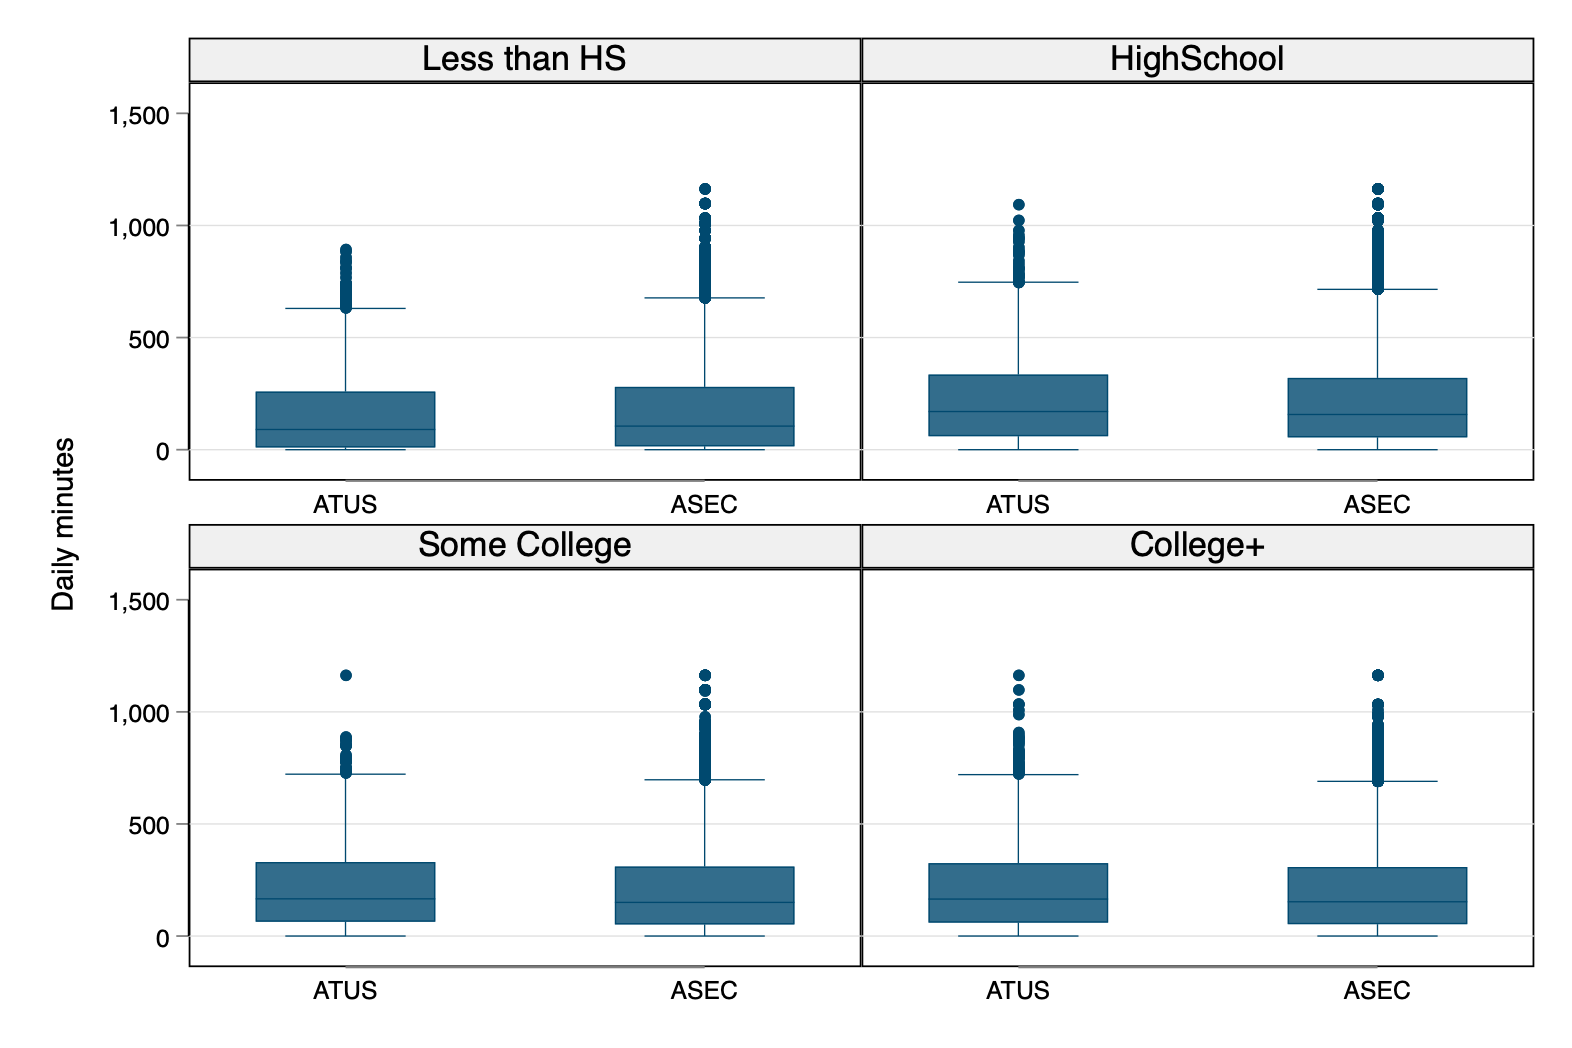 Less than HS
HighSchool
1,500
1,000
500
0
ATUS
ASEC
ATUS
ASEC
Daily minutes
Some College
College+
1,500
1,000
500
0
ATUS
ASEC
ATUS
ASEC